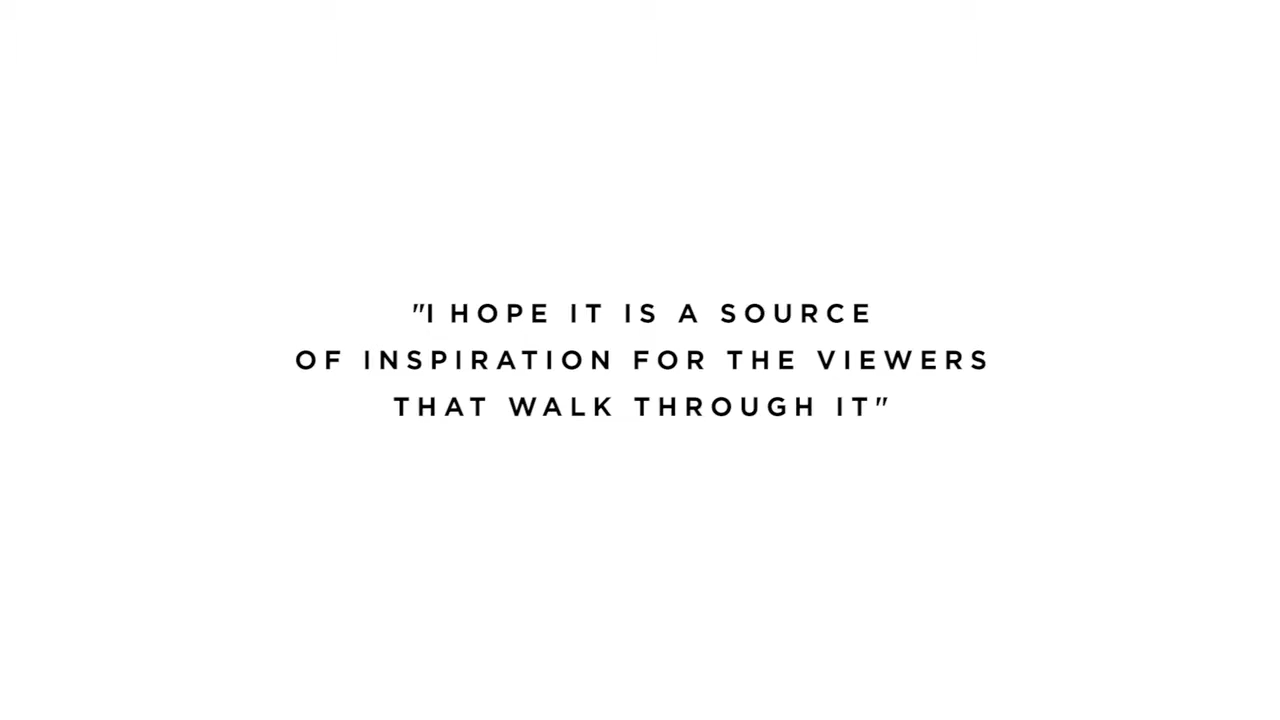 "I HOPE IT IS A SOURCE
OF INSPIRATION FOR THE VIEWERS
THAT WALK THROUGH IT"